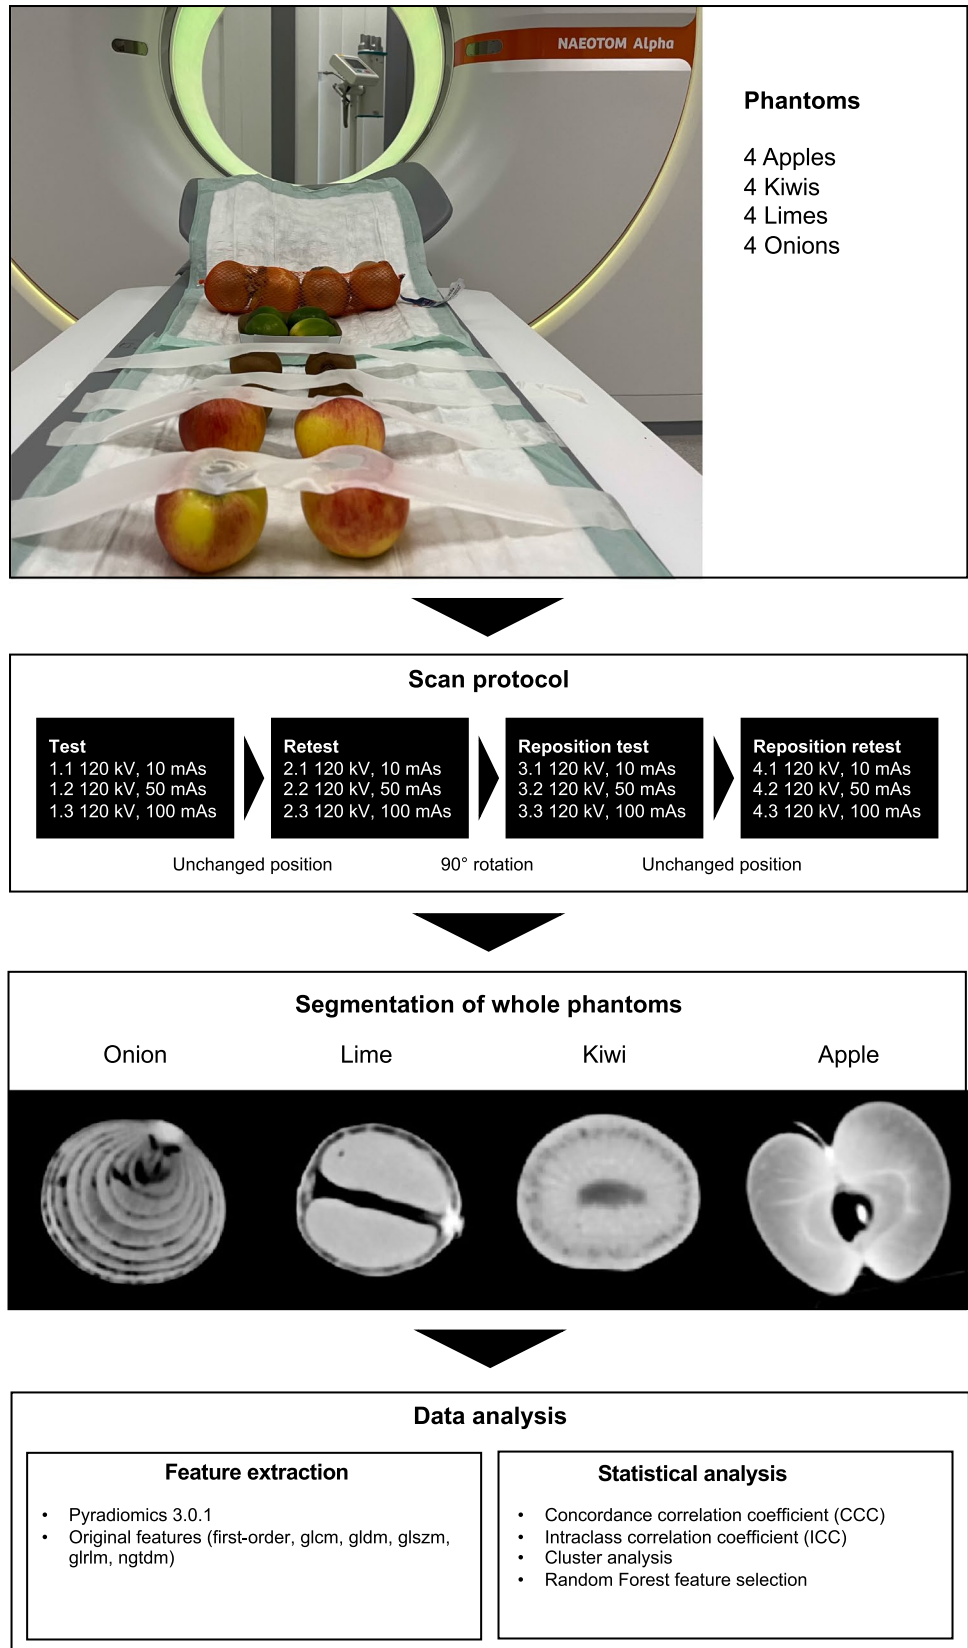 NAEOTOM Alpha
Phantoms
4 Apples
4 Kiwis
4 Limes
4 Onions
Scan protocol
Test
1.1 120 kV, 10 mAs
1.2 120 kV, 50 mAs
1.3 120 kV, 100 mAs
Retest
2.1 120 kV, 10 mAs
2.2 120 kV, 50 mAs
2.3 120 kV, 100 mAs
Reposition test
3.1 120 kV, 10 mAs
3.2 120 kV, 50 mAs
3.3 120 kV, 100 mAs
Reposition retest
4.1 120 kV, 10 mAs
4.2 120 kV, 50 mAs
4.3 120 kV, 100 mAs
Unchanged position
90° rotation
Unchanged position
Segmentation of whole phantoms
Onion
Lime
Kiwi
Apple
Data analysis
Feature extraction
• Pyradiomics 3.0.1
• Original features (first-order, glcm, gldm, glszm,
glrlm, ngtdm)
Statistical analysis
• Concordance correlation coefficient (CCC)
• Intraclass correlation coefficient (ICC)
• Cluster analysis
• Random Forest feature selection